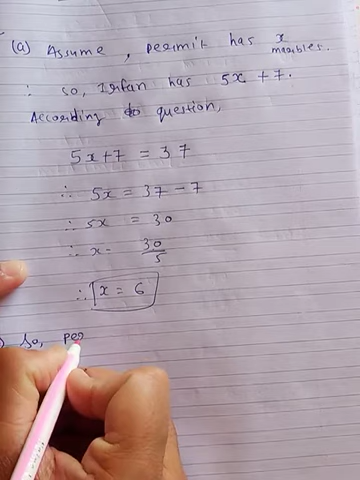 (a) Assume, permit has x marbles.
∴ so, Irfan has 5x + 7.
According to question,
5x+7 = 37
∴ 5x = 37 - 7
∴ 5x = 30
∴ x = 30/5
∴ x = 6
) So, per